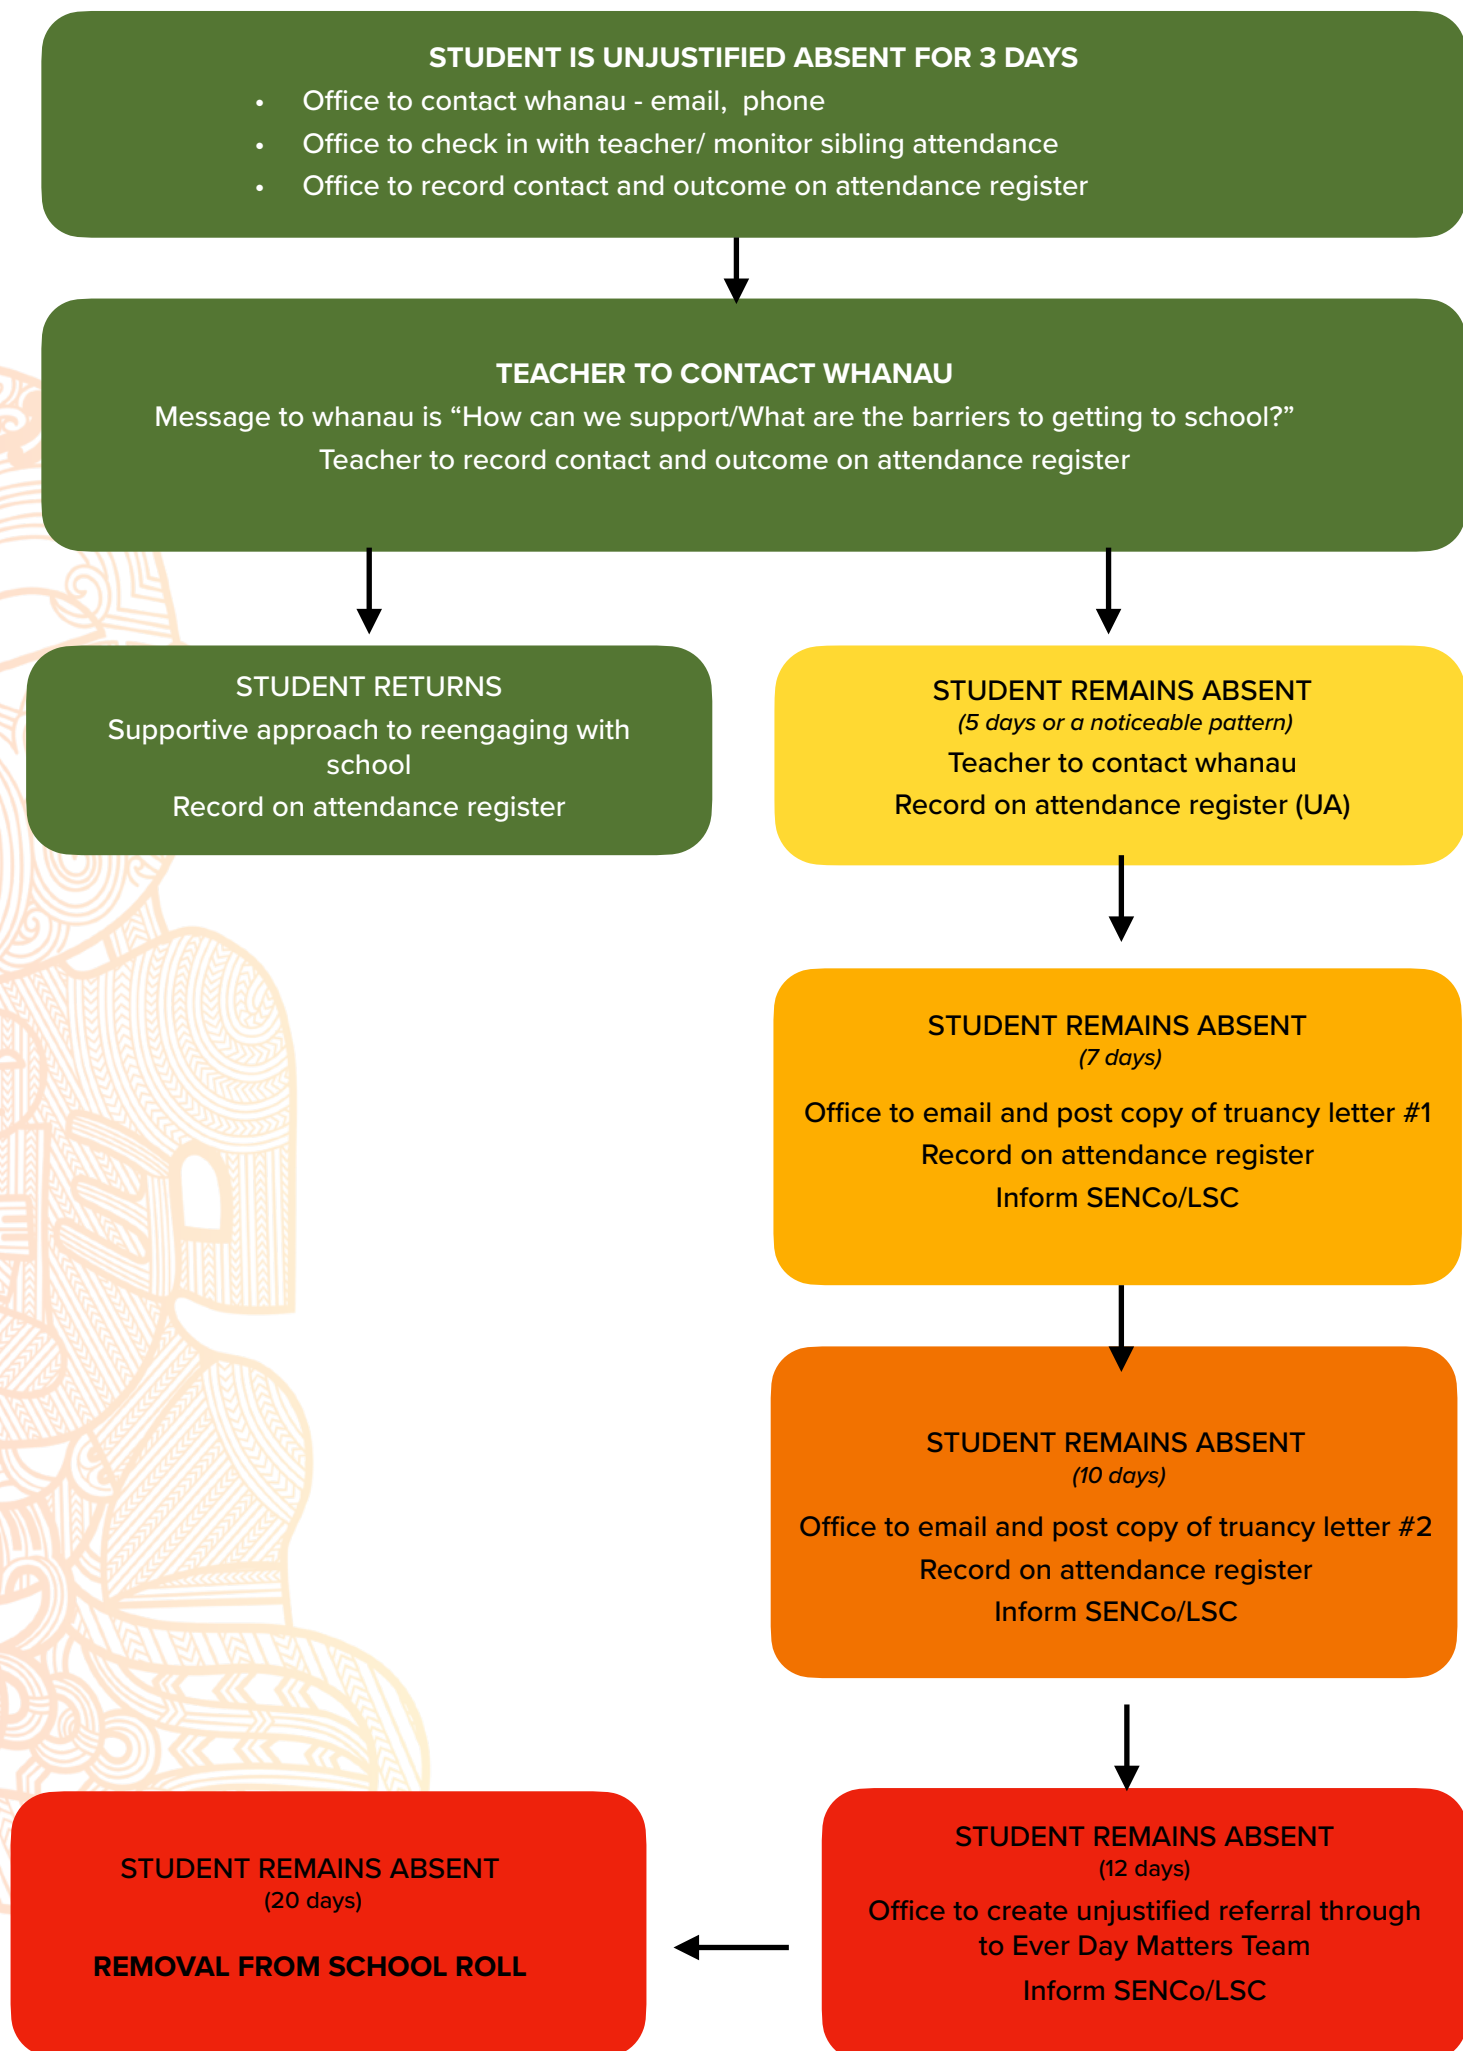 STUDENT IS UNJUSTIFIED ABSENT FOR 3 DAYS
• Office to contact whanau - email, phone
• Office to check in with teacher/ monitor sibling attendance
• Office to record contact and outcome on attendance register
TEACHER TO CONTACT WHANAU
Message to whanau is “How can we support/What are the barriers to getting to school?”
Teacher to record contact and outcome on attendance register
STUDENT RETURNS
Supportive approach to reengaging with
school
Record on attendance register
STUDENT REMAINS ABSENT
(5 days or a noticeable pattern)
Teacher to contact whanau
Record on attendance register (UA)
STUDENT REMAINS ABSENT
(7 days)
Office to email and post copy of truancy letter #1
Record on attendance register
Inform SENCo/LSC
STUDENT REMAINS ABSENT
(10 days)
Office to email and post copy of truancy letter #2
Record on attendance register
Inform SENCo/LSC
STUDENT REMAINS ABSENT
(12 days)
Office to create unjustified referral through
to Ever Day Matters Team
Inform SENCo/LSC
STUDENT REMAINS ABSENT
(20 days)
REMOVAL FROM SCHOOL ROLL